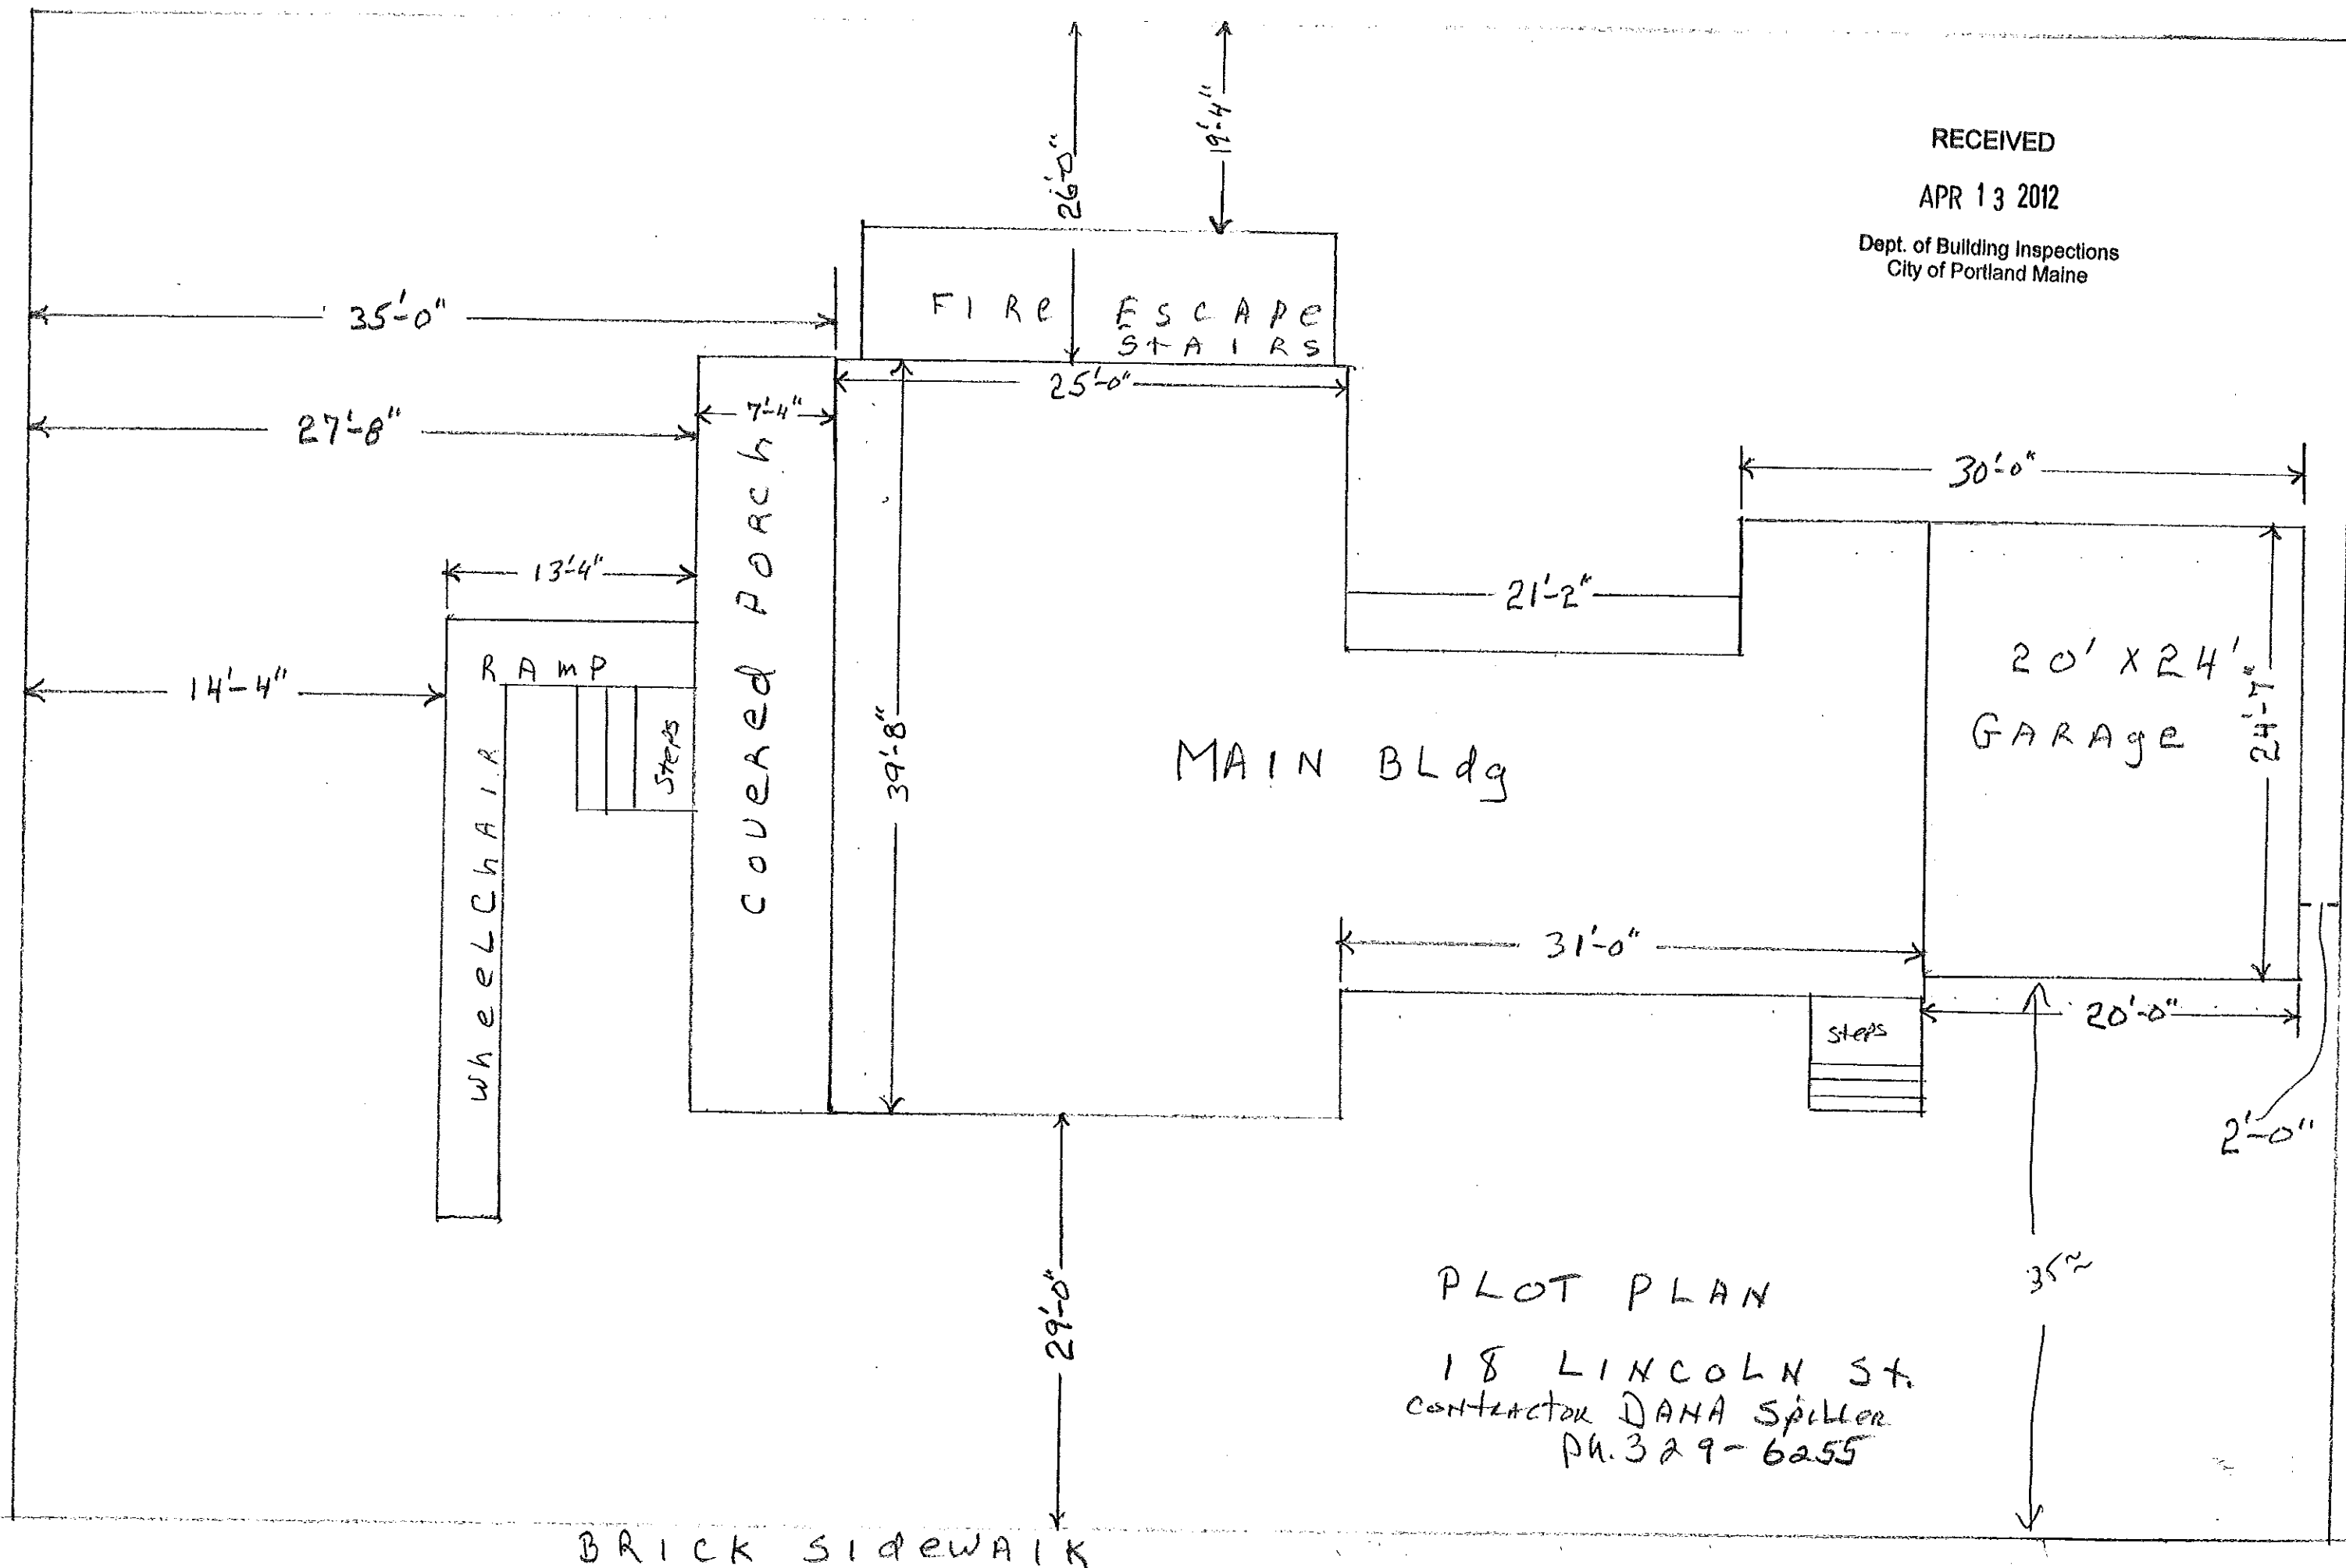 RECEIVED
APR 13 2012
Dept. of Building Inspections
City of Portland Maine
26'-0"
19'-4"
FIRe EsCAPe
StAIRS
35'-0"
25'-0"
7'-4"
27'-8"
COVERed PORCh
30'-0"
13'-4"
21'-2"
RAmP
14'-4"
Steps
39'-8"
20' X 24'
GARAge
24'-7"
MAIN BLdg
WheeLChAIR
31'-0"
steps
20'-0"
2'-0"
29'-0"
35'~
PLOT PLAN
18 LINCOLN St.
CONtRACtOR DANA SpilleR
Ph. 329-6255
BRICK SIdeWAlK